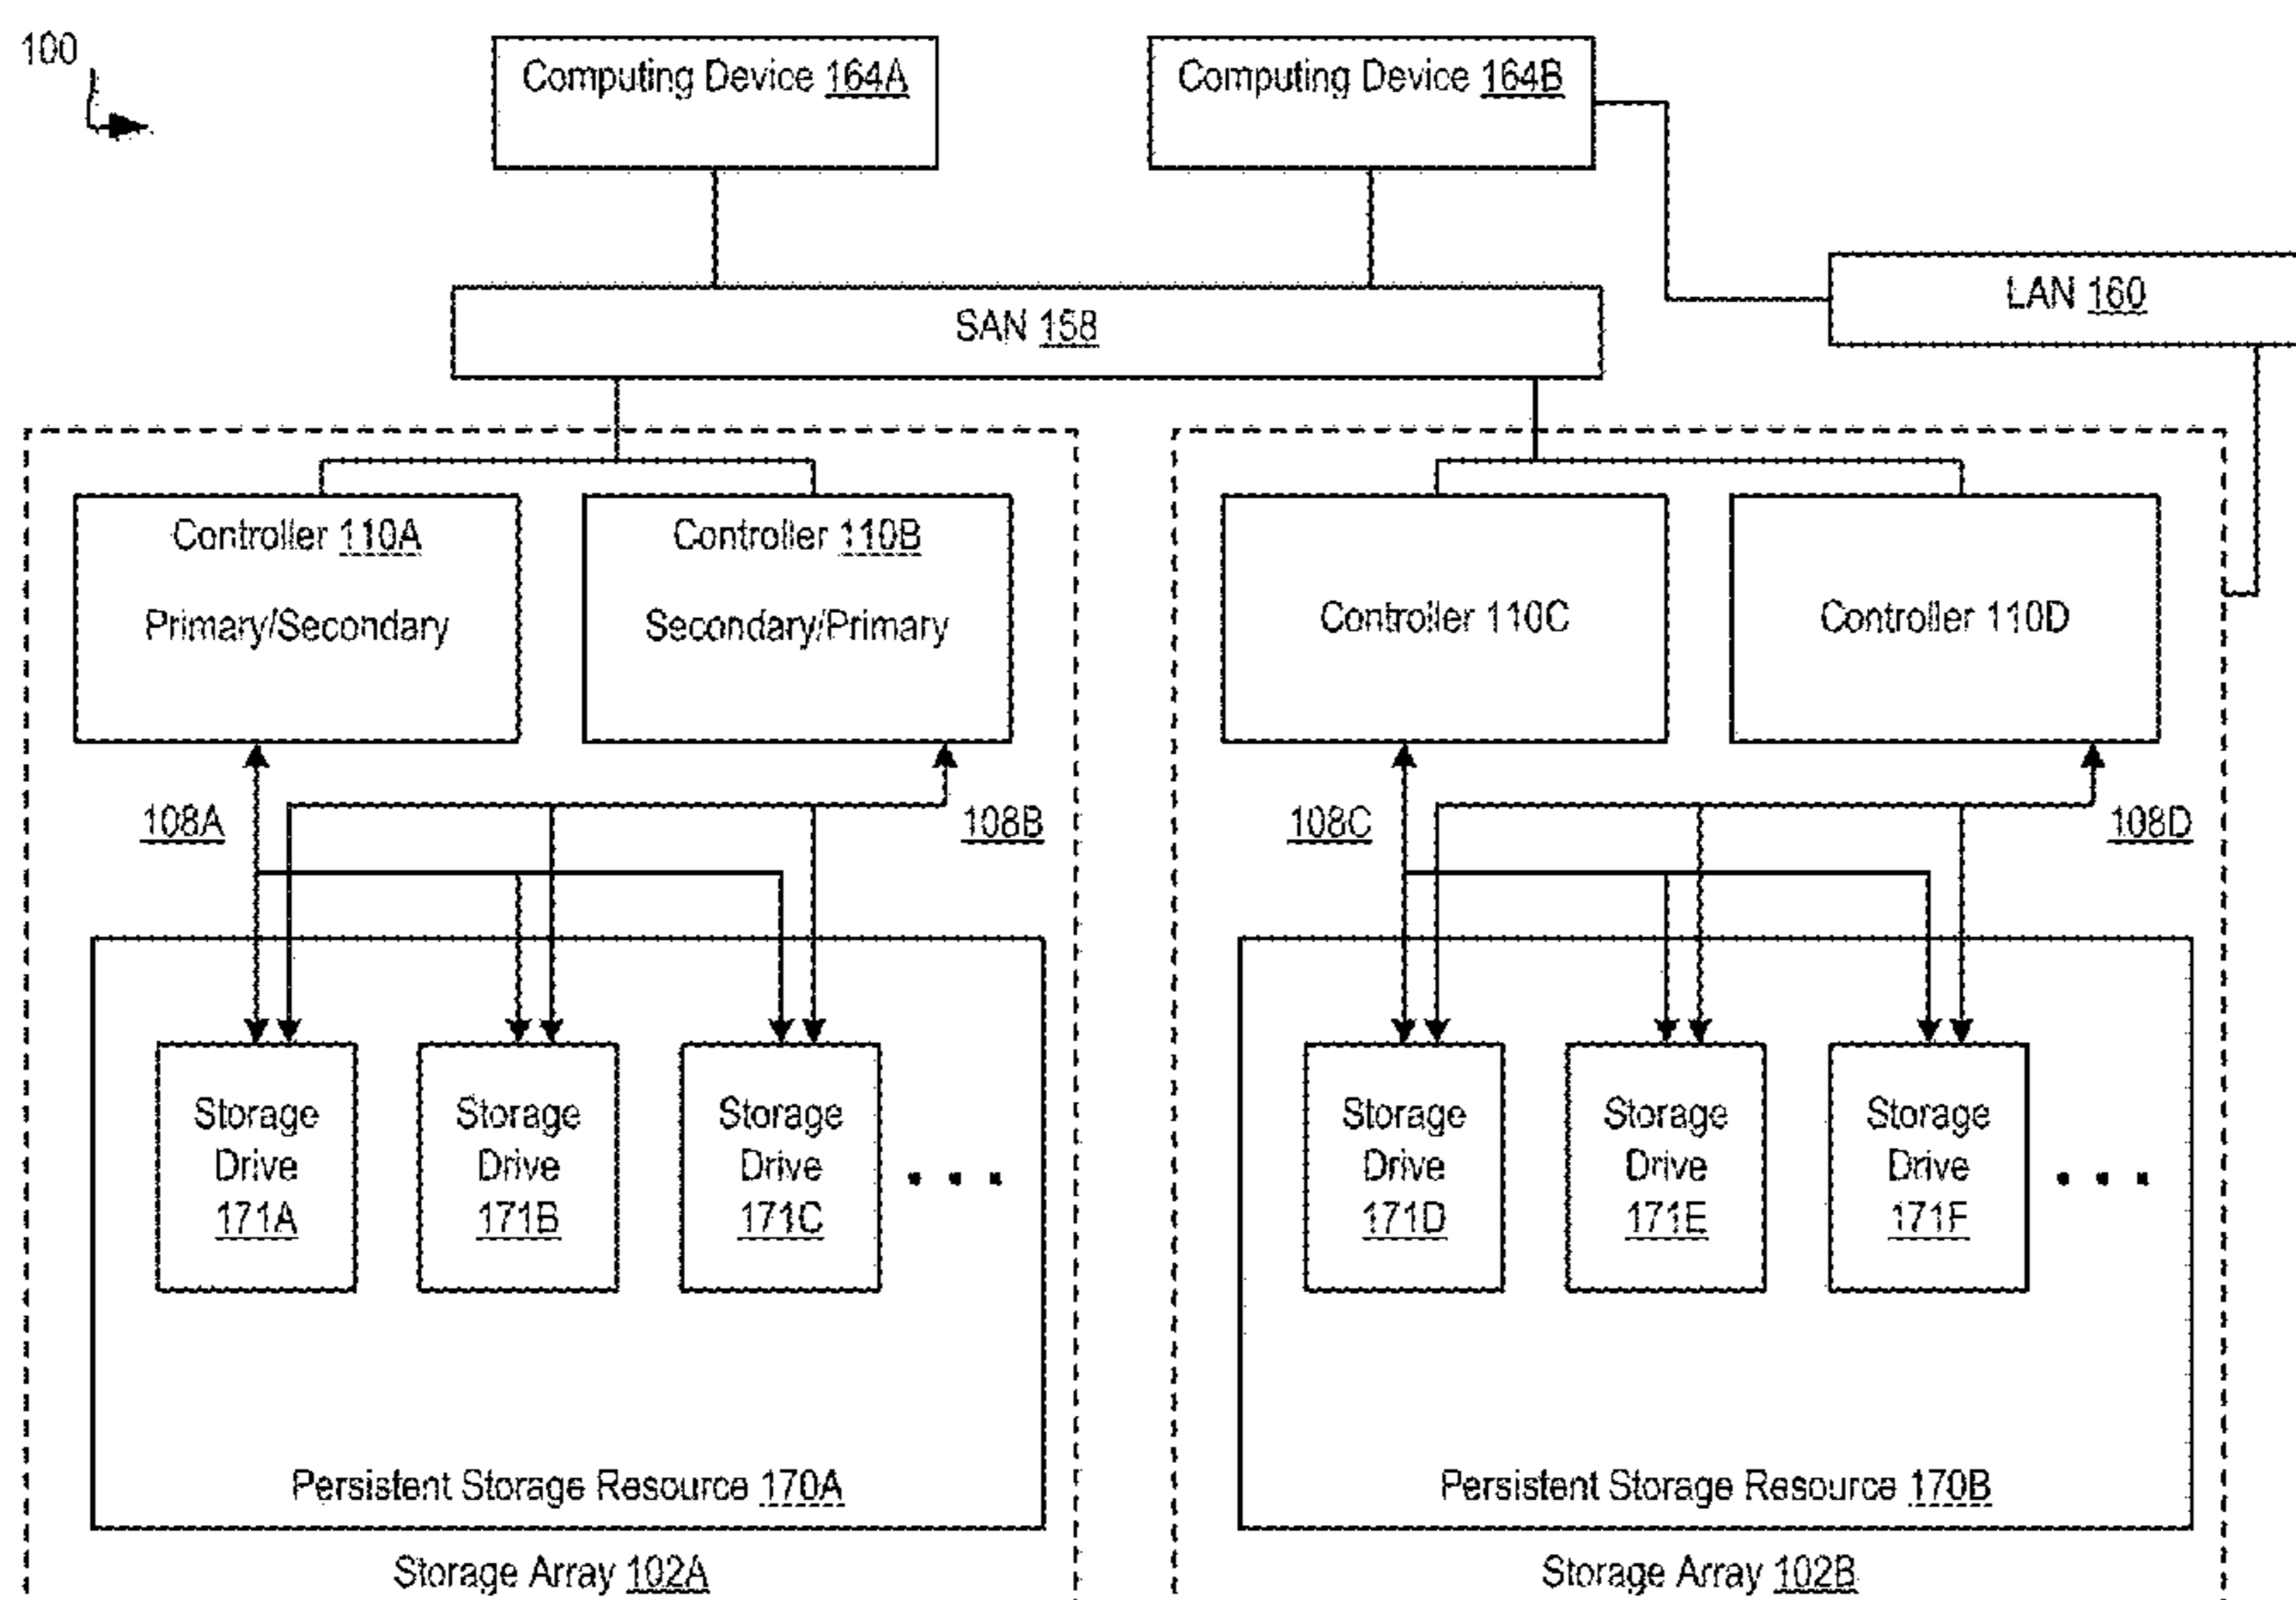 100
Computing Device 164A
Computing Device 164B
LAN 160
SAN 158
Controller 110A
Primary/Secondary
Controller 110B
Secondary/Primary
Controller 110C
Controller 110D
108A
108B
108C
108D
Storage
Drive
171A
Storage
Drive
171B
Storage
Drive
171C
. . .
Storage
Drive
171D
Storage
Drive
171E
Storage
Drive
171F
. . .
Persistent Storage Resource 170A
Persistent Storage Resource 170B
Storage Array 102A
Storage Array 102B